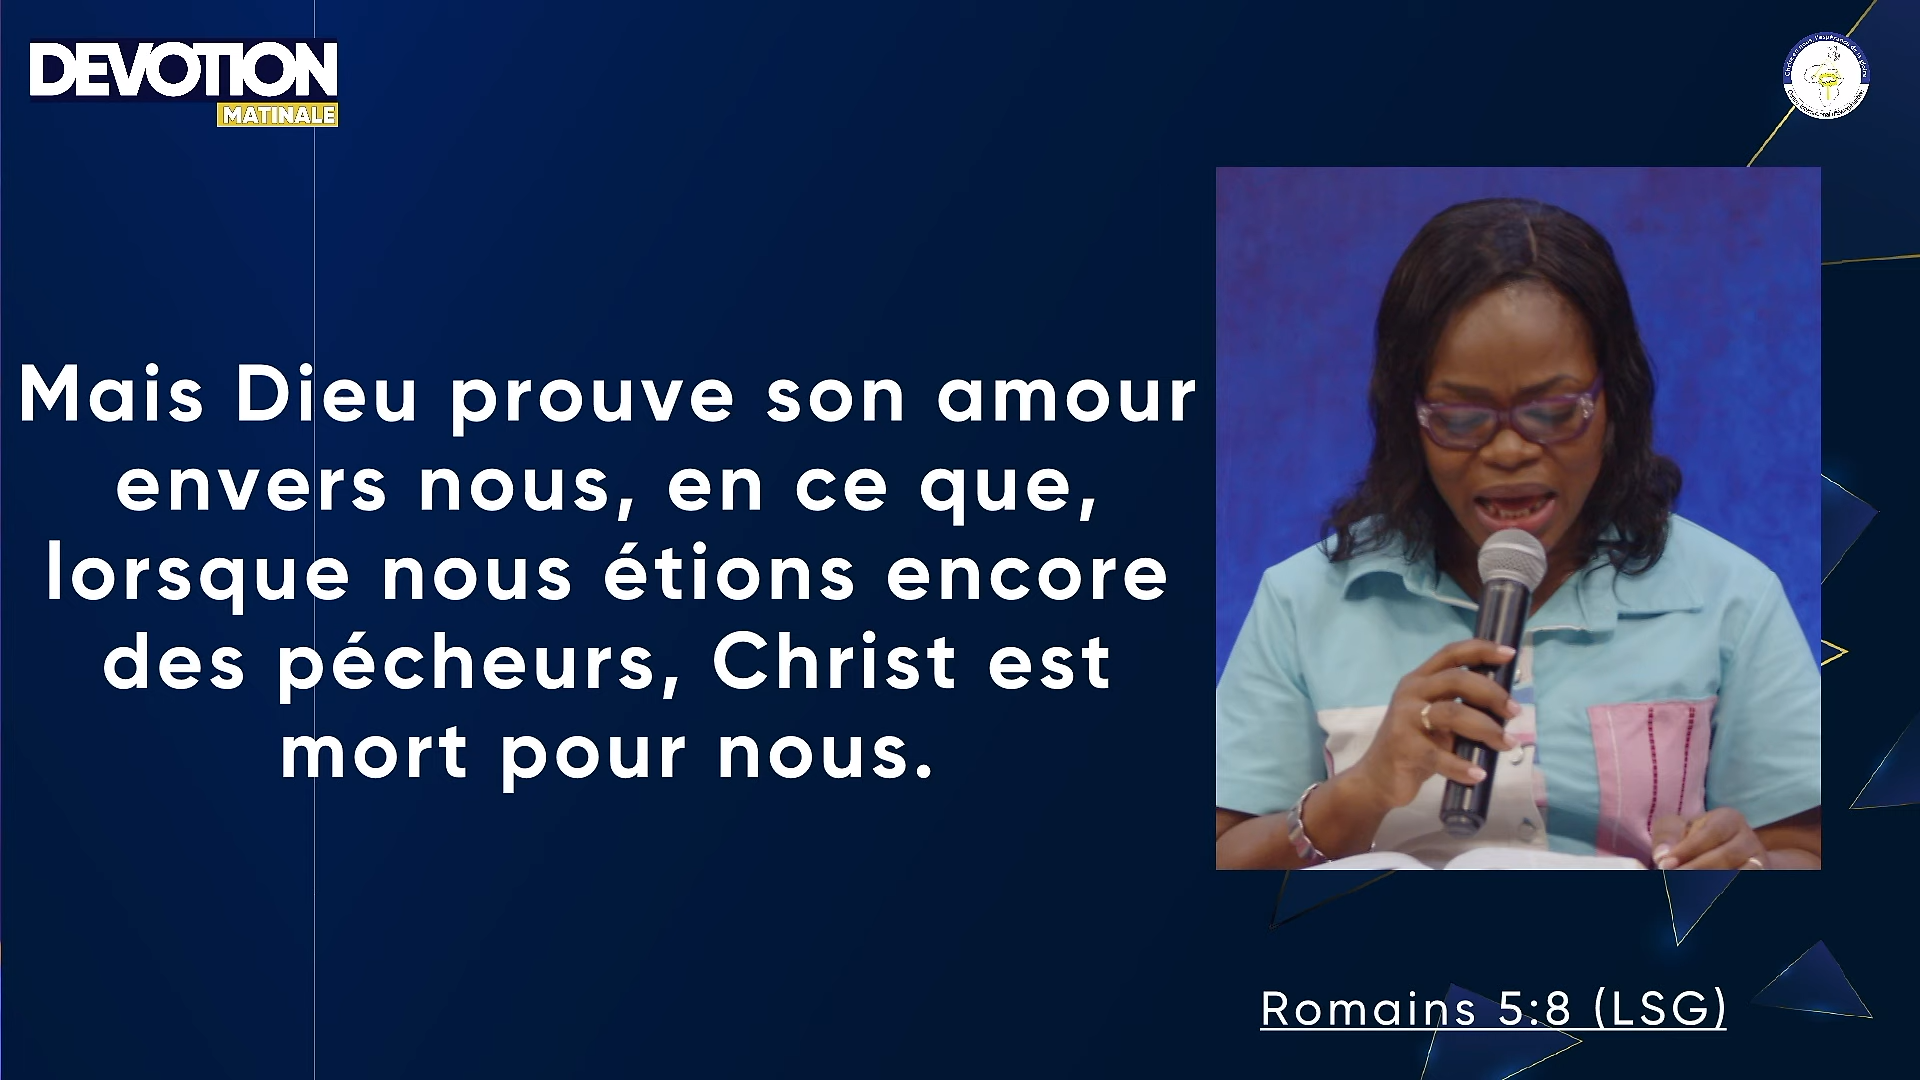 DEVOTION
MATINALE
Mais Dieu prouve son amour
envers nous, en ce que,
lorsque nous étions encore
des pécheurs, Christ est
mort pour nous.
Romains 5:8 (LSG)